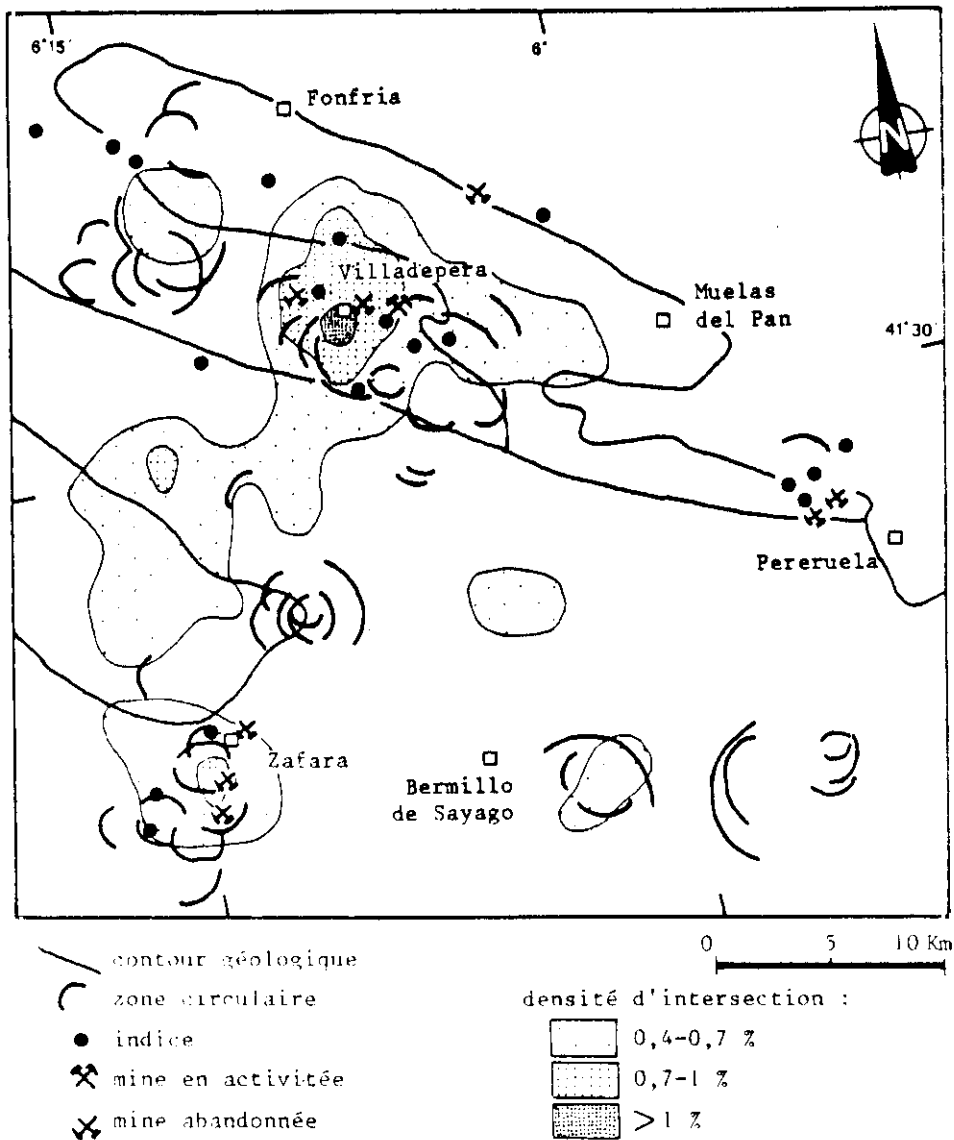 6°15'
6°
N
Fonfria
Villadepera
Muelas
del Pan
41°30'
Pereruela
Zafara
Bermillo
de Sayago
contour géologique
zone circulaire
indice
mine en activitée
mine abandonnée
0 5 10 Km
densité d'intersection :
0,4-0,7 %
0,7-1 %
>1 %